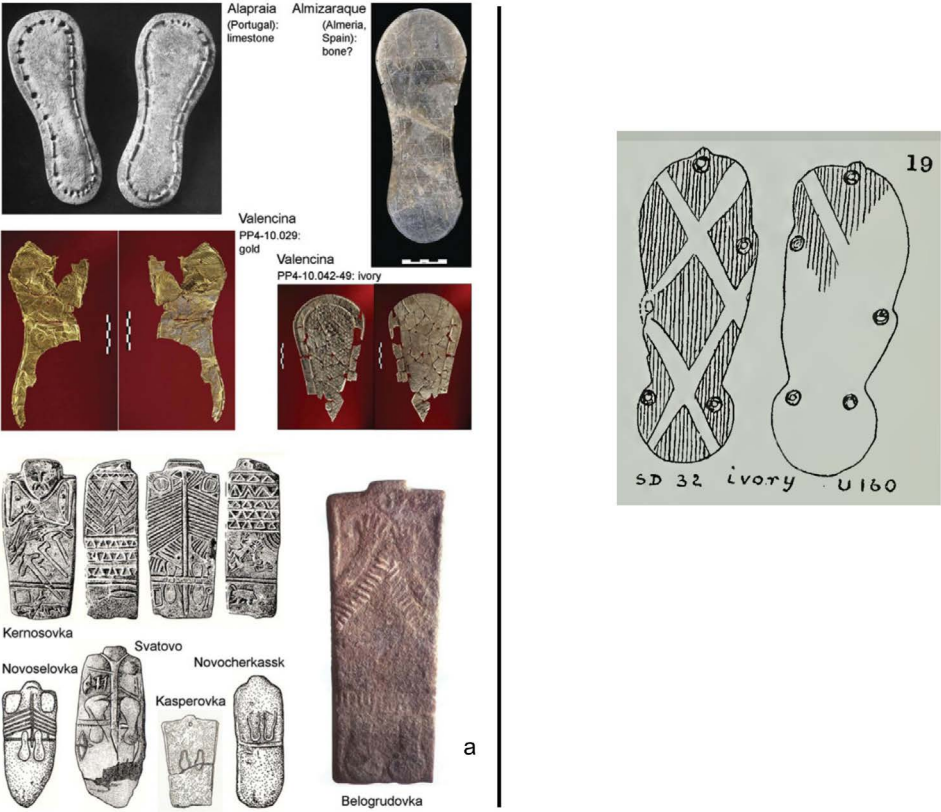 Alapraia
(Portugal):
limestone
Almizaraque
(Almeria,
Spain):
bone?
Valencina
PP4-10.029:
gold
Valencina
PP4-10.042-49: ivory
Kernosovka
Novoselovka
Svatovo
Kasperovka
Novocherkassk
Belogrudovka
a
19
SD 32 ivory U160